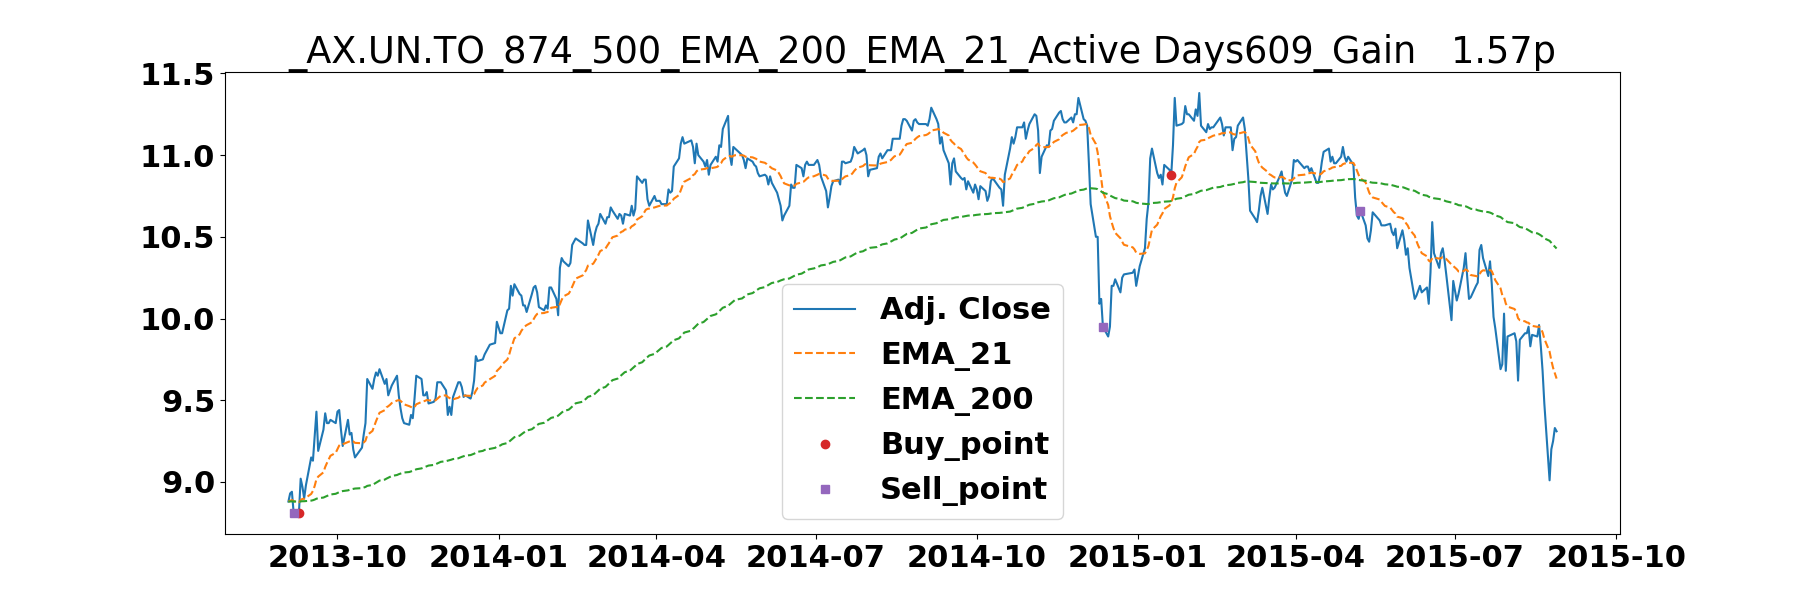 _AX.UN.TO_874_500_EMA_200_EMA_21_Active Days609_Gain   1.57p
11.5
11.0
10.5
10.0
9.5
9.0
Adj. Close
EMA_21
EMA_200
Buy_point
Sell_point
2013-10 2014-01 2014-04 2014-07 2014-10 2015-01 2015-04 2015-07 2015-10